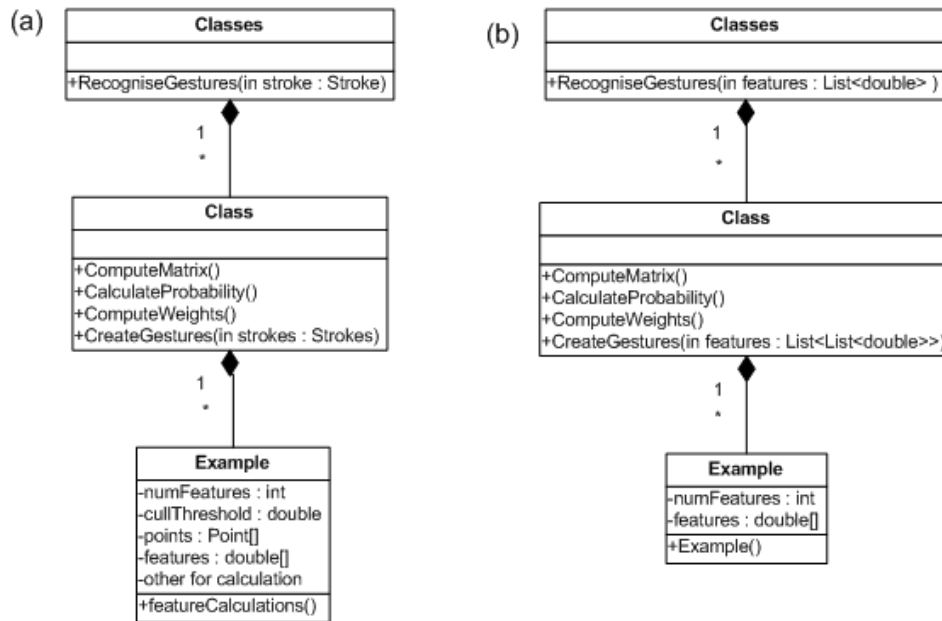 (a)
Classes
+RecogniseGestures(in stroke : Stroke)
1
*
Class
+ComputeMatrix()
+CalculateProbability()
+ComputeWeights()
+CreateGestures(in strokes : Strokes)
1
*
Example
-numFeatures : int
-cullThreshold : double
-points : Point[]
-features : double[]
-other for calculation
+featureCalculations()
(b)
Classes
+RecogniseGestures(in features : List<double> )
1
*
Class
+ComputeMatrix()
+CalculateProbability()
+ComputeWeights()
+CreateGestures(in features : List<List<double>>)
1
*
Example
-numFeatures : int
-features : double[]
+Example()